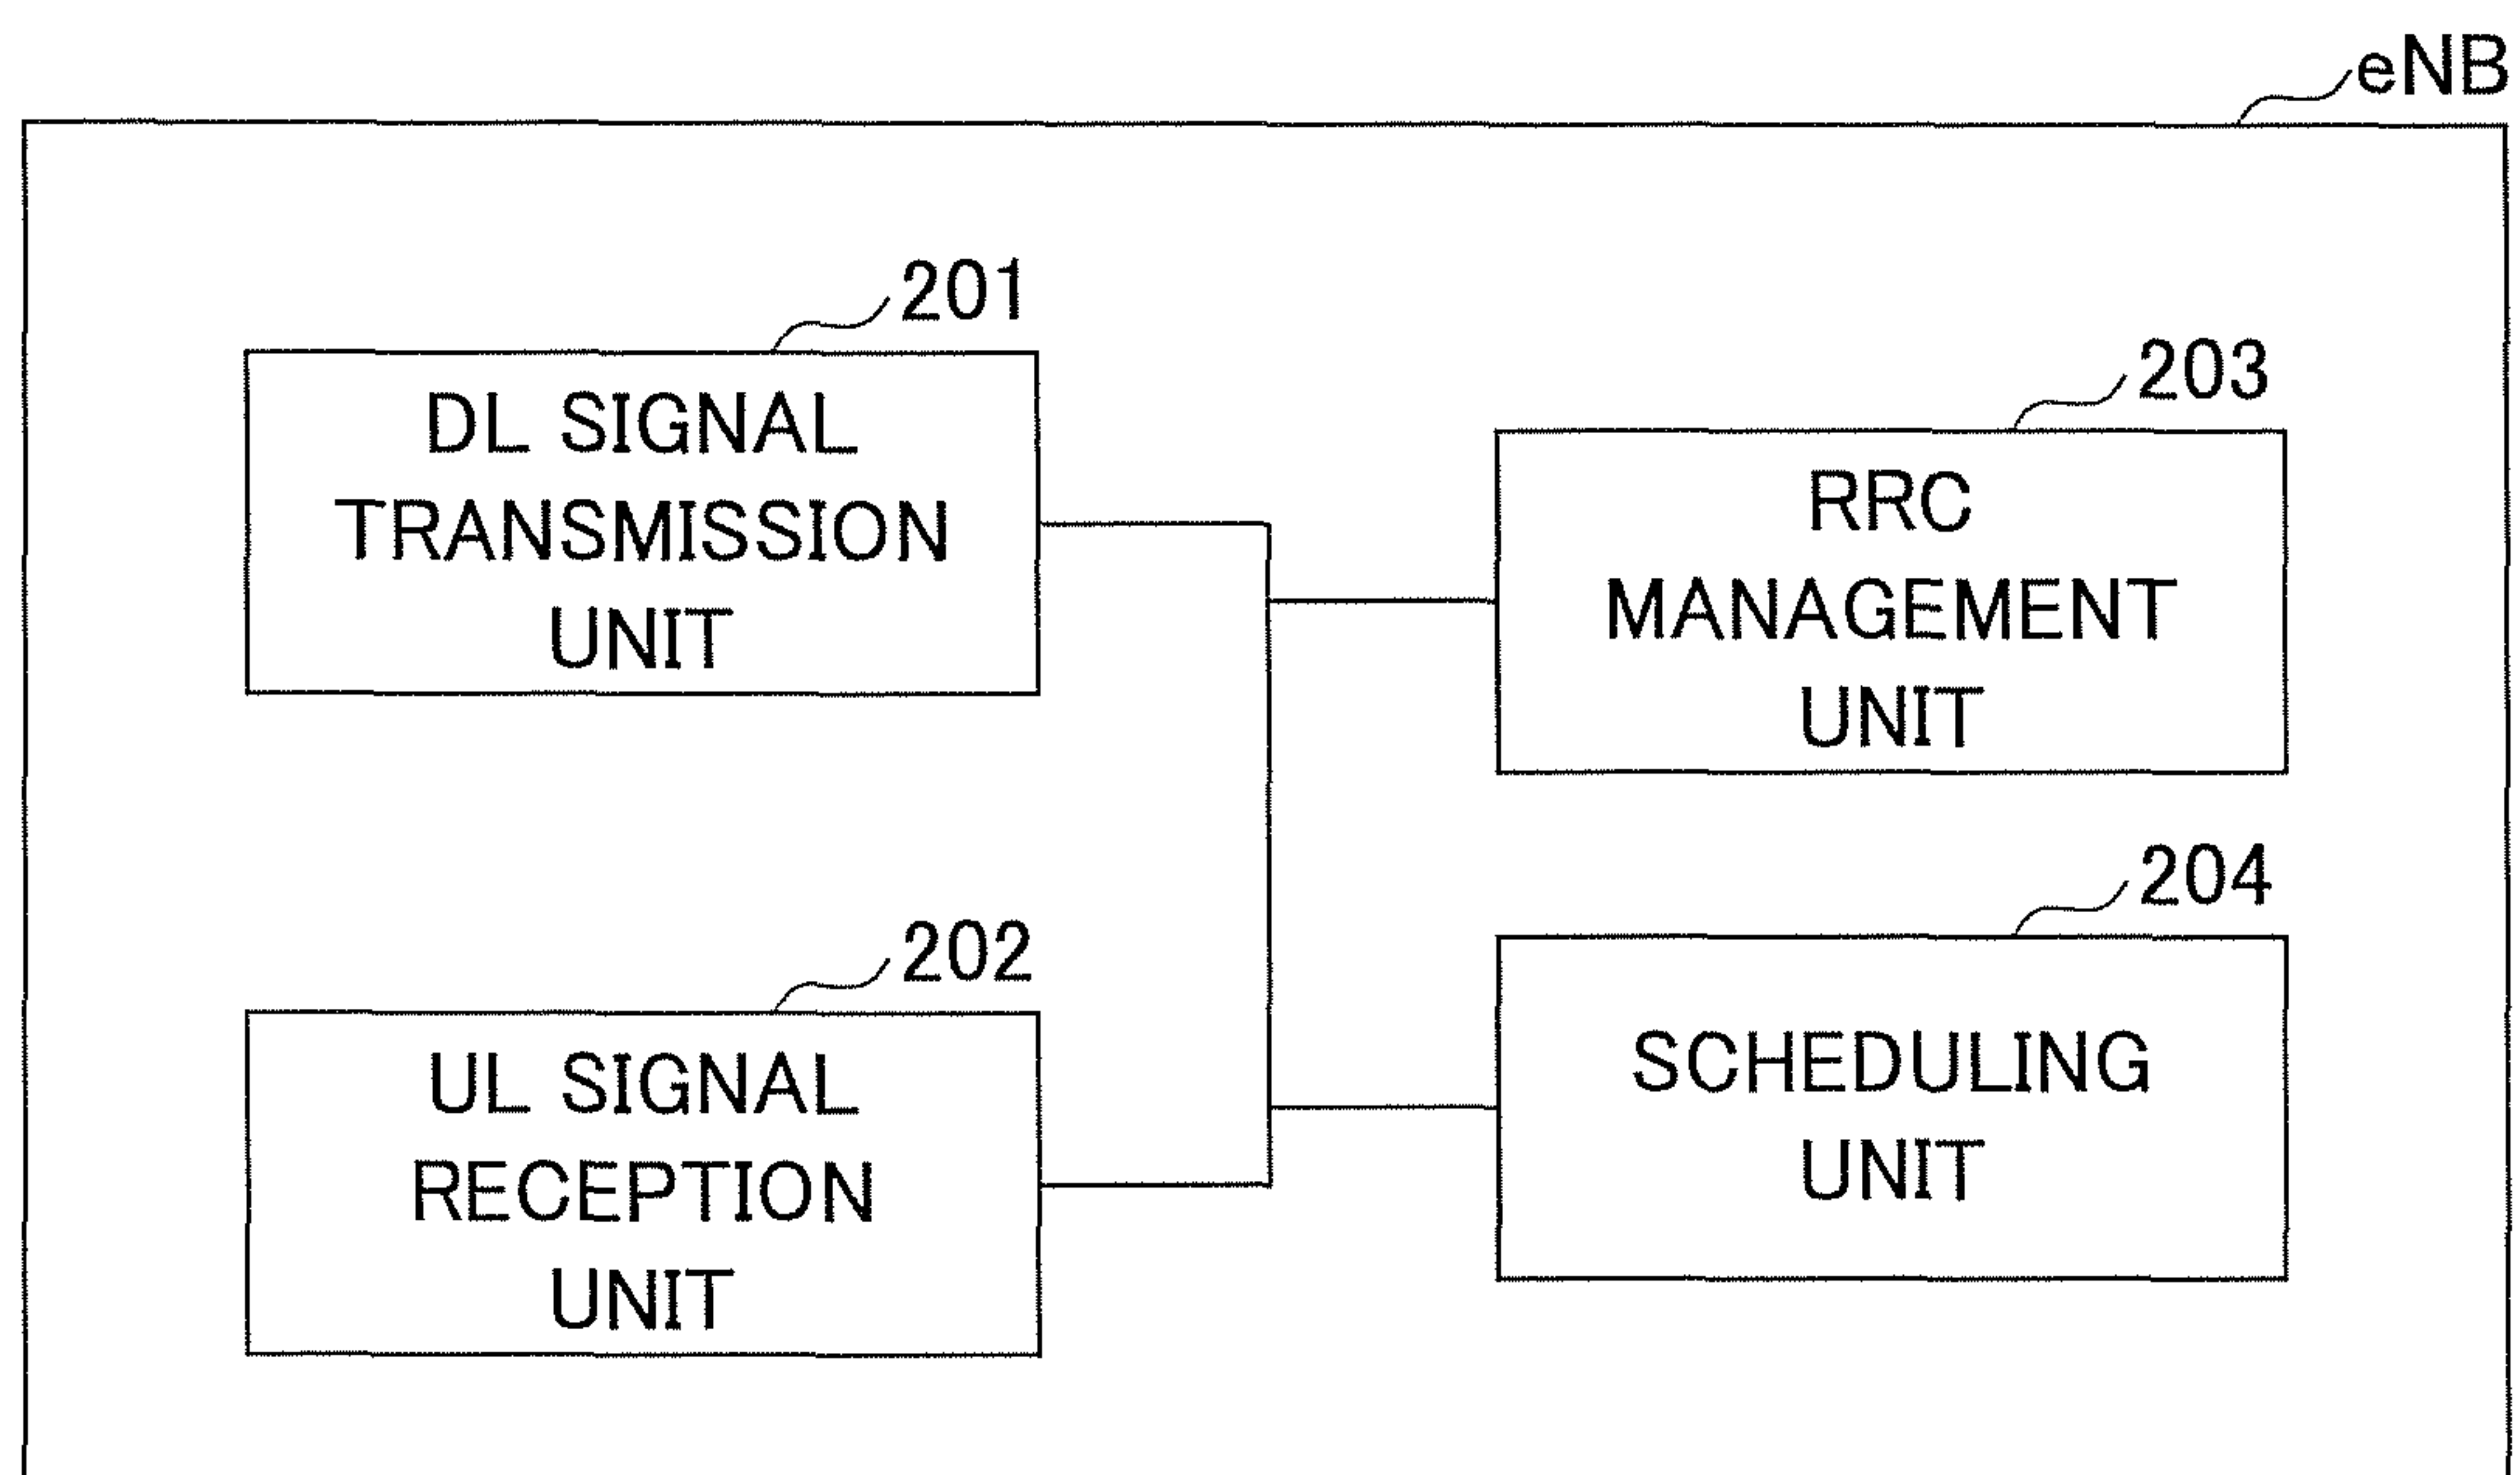 eNB
201
DL SIGNAL
TRANSMISSION
UNIT
203
RRC
MANAGEMENT
UNIT
202
UL SIGNAL
RECEPTION
UNIT
204
SCHEDULING
UNIT